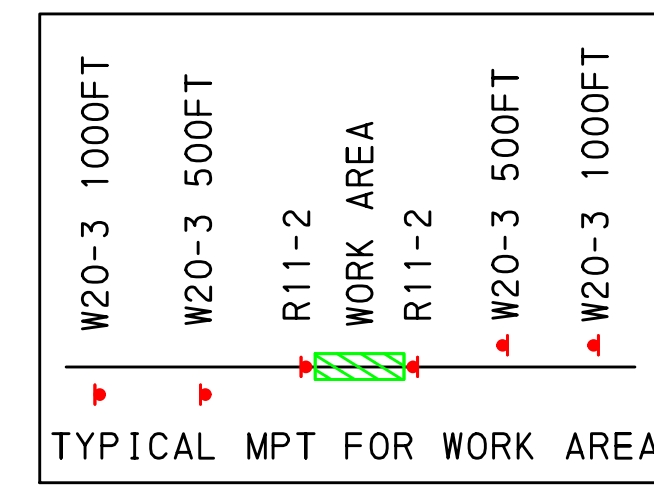 W20-3 1000FT
W20-3 500FT
R11-2
WORK AREA
R11-2
W20-3 500FT
W20-3 1000FT
TYPICAL MPT FOR WORK AREA